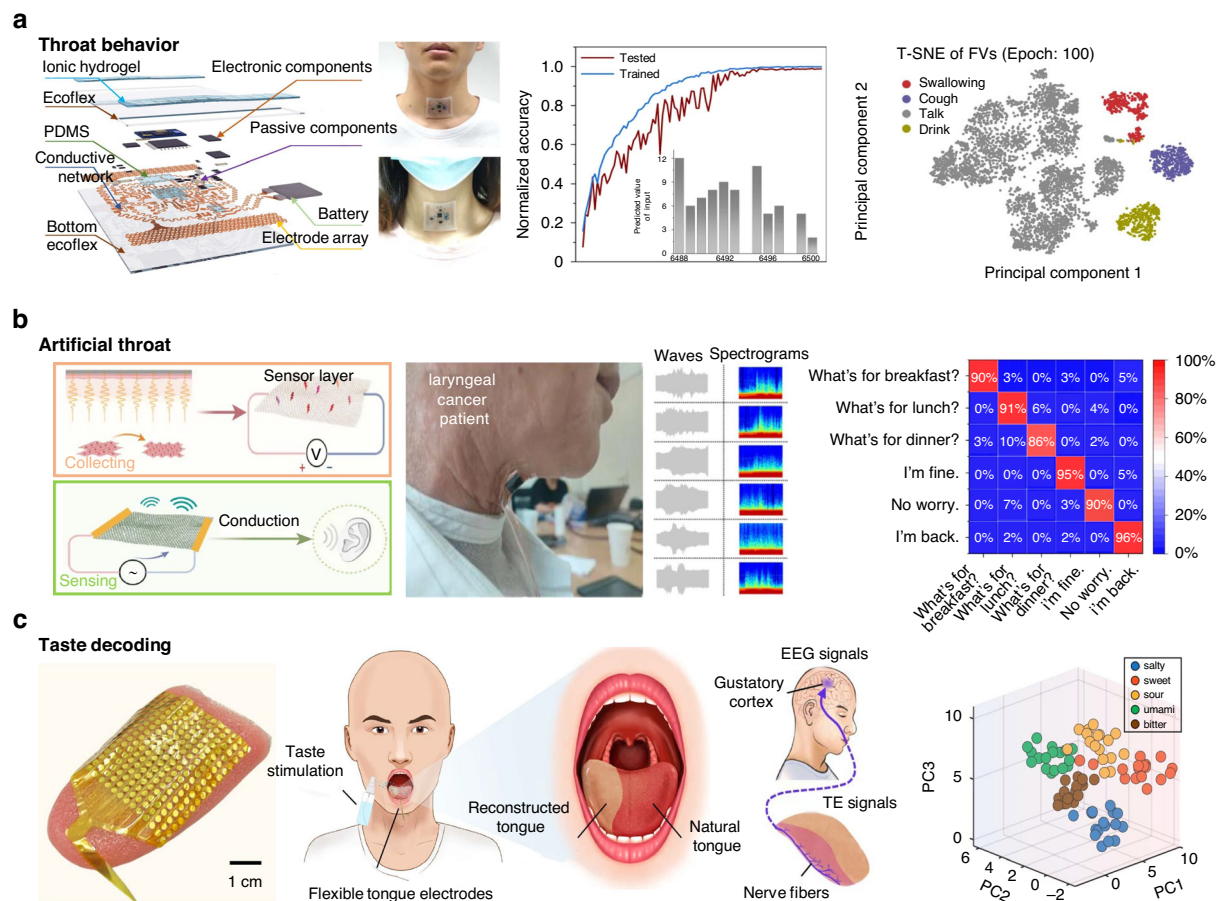 a
Throat behavior
Ionic hydrogel
Ecoflex
PDMS
Conductive
network
Bottom
ecoflex
Electronic components
Passive components
Battery
Electrode array
Normalized accuracy
1.0
0.8
0.6
0.4
0.2
0
Tested
Trained
Predicted value
of input
12
9
6
3
0
6488
6492
6496
6500
T-SNE of FVs (Epoch: 100)
Swallowing
Cough
Talk
Drink
Principal component 2
Principal component 1
b
Artificial throat
Sensor layer
Collecting
V
+
−
Conduction
Sensing
~
laryngeal
cancer
patient
Waves
Spectrograms
What's for breakfast?
90% 3% 0% 3% 0% 5%
What's for lunch?
0% 91% 6% 0% 4% 0%
What's for dinner?
3% 10% 86% 0% 2% 0%
I'm fine.
0% 0% 0% 95% 0% 5%
No worry.
0% 7% 0% 3% 90% 0%
I'm back.
0% 2% 0% 2% 0% 96%
What's for
breakfast?
What's for
lunch?
What's for
dinner?
i'm fine.
No worry.
i'm back.
100%
80%
60%
40%
20%
0%
c
Taste decoding
1 cm
Taste
stimulation
Flexible tongue electrodes
Reconstructed
tongue
Natural
tongue
EEG signals
Gustatory
cortex
TE signals
Nerve fibers
salty
sweet
sour
umami
bitter
PC3
10
5
0
6
4
2
0
−2
PC2
0
5
10
PC1